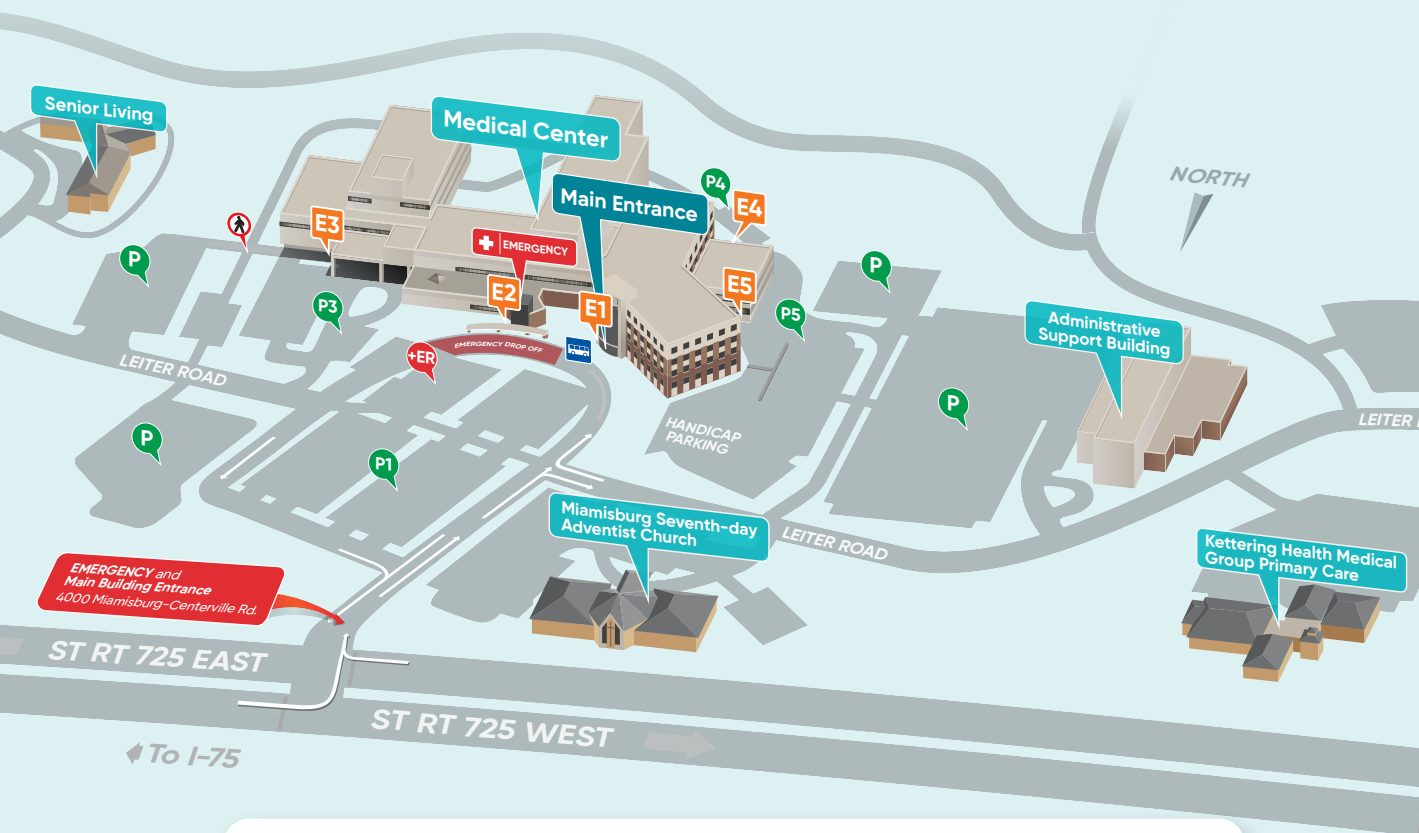 Senior Living
Medical Center
Main Entrance
NORTH
P4
E4
E3
EMERGENCY
P
P
E5
E2
E1
P3
P5
Administrative
Support Building
EMERGENCY DROP OFF
+ER
LEITER ROAD
P
LEITER R
HANDICAP
PARKING
P
P1
Miamisburg Seventh-day
Adventist Church
LEITER ROAD
Kettering Health Medical
Group Primary Care
EMERGENCY and
Main Building Entrance
4000 Miamisburg-Centerville Rd.
ST RT 725 EAST
ST RT 725 WEST
To I-75